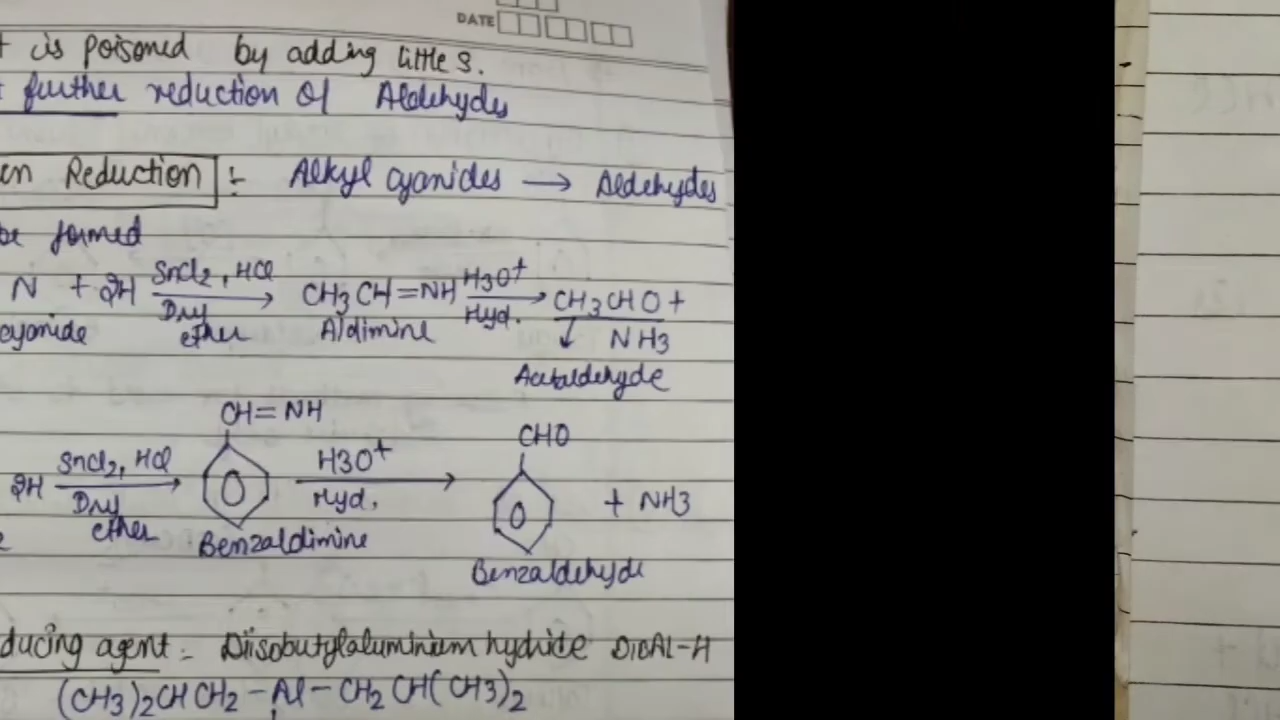 DATE
t is poisoned by adding little S.
t further reduction of Aldehydes
en Reduction :- Alkyl cyanides → Aldehydes
be formed
N + 2H SnCl2, HCl Dry ether → CH3CH=NH H3O+ Hyd. → CH3CHO +
cyanide Aldimine ↓ NH3
Acetaldehyde
CH=NH
CHO
2H SnCl2, HCl Dry ether → H3O+ Hyd. → + NH3
Benzaldimine
Benzaldehyde
ducing agent - Diisobutylaluminium hydride DIBAl-H
(CH3)2CHCH2-Al-CH2CH(CH3)2